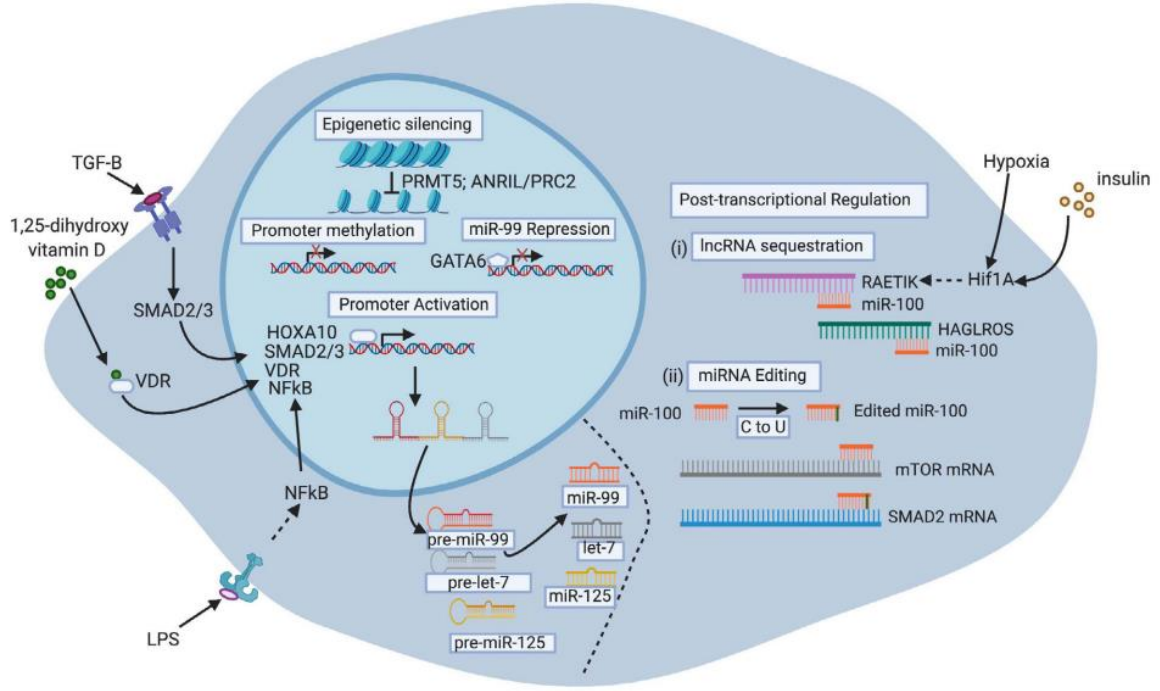 TGF-B
1,25-dihydroxy
vitamin D
SMAD2/3
VDR
NFkB
LPS
Epigenetic silencing
PRMT5; ANRIL/PRC2
Promoter methylation
miR-99 Repression
GATA6
Promoter Activation
HOXA10
SMAD2/3
VDR
NFkB
pre-miR-99
pre-let-7
pre-miR-125
miR-99
let-7
miR-125
Post-transcriptional Regulation
(i) lncRNA sequestration
Hypoxia
insulin
RAETIK
Hif1A
miR-100
HAGLROS
miR-100
(ii) miRNA Editing
miR-100
C to U
Edited miR-100
mTOR mRNA
SMAD2 mRNA